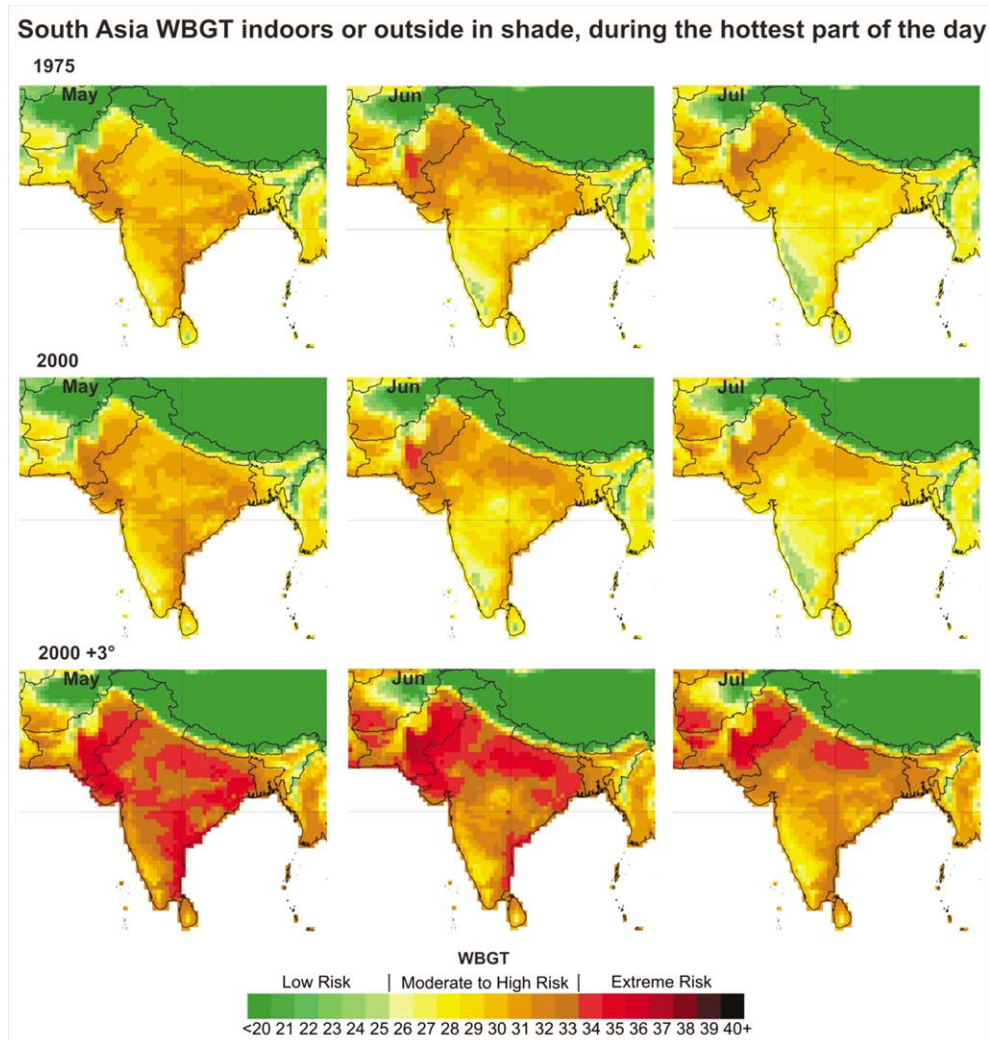 South Asia WBGT indoors or outside in shade, during the hottest part of the day
1975
May
Jun
Jul
2000
May
Jun
Jul
2000 +3°
May
Jun
Jul
WBGT
Low Risk | Moderate to High Risk | Extreme Risk
<20 21 22 23 24 25 26 27 28 29 30 31 32 33 34 35 36 37 38 39 40+